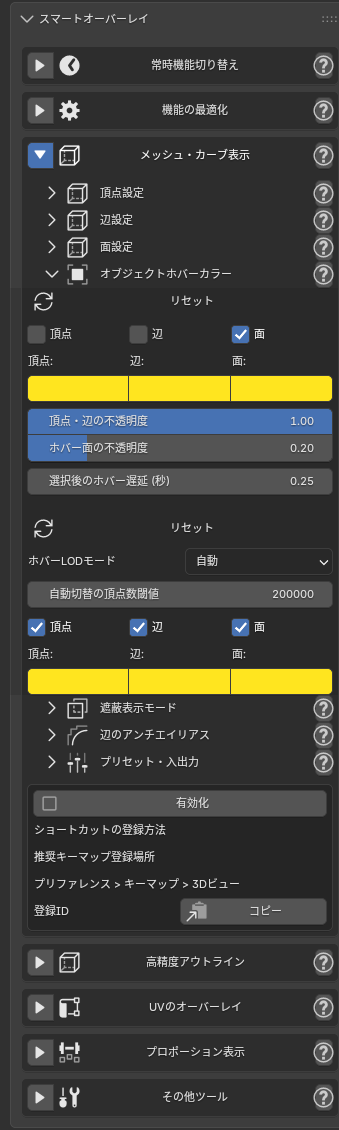 スマートオーバーレイ
常時機能切り替え
機能の最適化
メッシュ・カーブ表示
頂点設定
辺設定
面設定
オブジェクトホバーカラー
リセット
頂点 辺 面
頂点: 辺: 面:
頂点・辺の不透明度 1.00
ホバー面の不透明度 0.20
選択後のホバー遅延 (秒) 0.25
リセット
ホバーLODモード 自動
自動切替の頂点数閾値 200000
頂点 辺 面
頂点: 辺: 面:
遮蔽表示モード
辺のアンチエイリアス
プリセット・入出力
有効化
ショートカットの登録方法
推奨キーマップ登録場所
プリファレンス > キーマップ > 3Dビュー
登録ID コピー
高精度アウトライン
UVのオーバーレイ
プロポーション表示
その他ツール